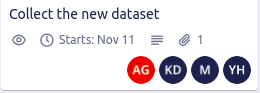 Collect the new dataset
Starts: Nov 11 1
AG KD M YH